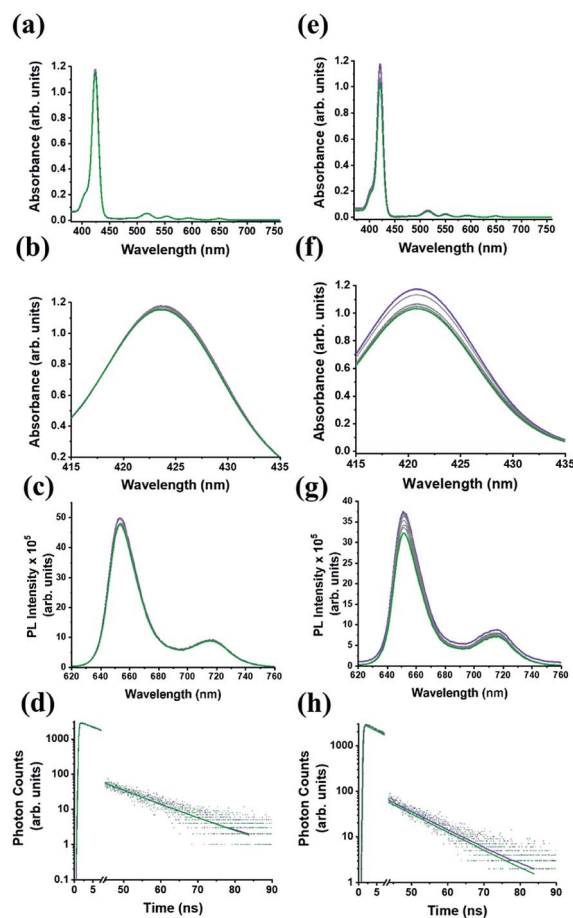 (a)
Absorbance (arb. units)
1.2
1.0
0.8
0.6
0.4
0.2
0.0
400 450 500 550 600 650 700 750
Wavelength (nm)
(e)
Absorbance (arb. units)
1.2
1.0
0.8
0.6
0.4
0.2
0.0
400 450 500 550 600 650 700 750
Wavelength (nm)
(b)
Absorbance (arb. units)
1.2
1.0
0.8
0.6
0.4
0.2
415 420 425 430 435
Wavelength (nm)
(f)
Absorbance (arb. units)
1.2
1.0
0.8
0.6
0.4
0.2
0.0
415 420 425 430 435
Wavelength (nm)
(c)
PL Intensity x 10⁵
(arb. units)
50
40
30
20
10
0
620 640 660 680 700 720 740 760
Wavelength (nm)
(g)
PL Intensity x 10⁵
(arb. units)
40
35
30
25
20
15
10
5
0
620 640 660 680 700 720 740 760
Wavelength (nm)
(d)
Photon Counts
(arb. units)
1000
100
10
1
0.1
0 5 50 60 70 80 90
Time (ns)
(h)
Photon Counts
(arb. units)
1000
100
10
1
0 5 50 60 70 80 90
Time (ns)